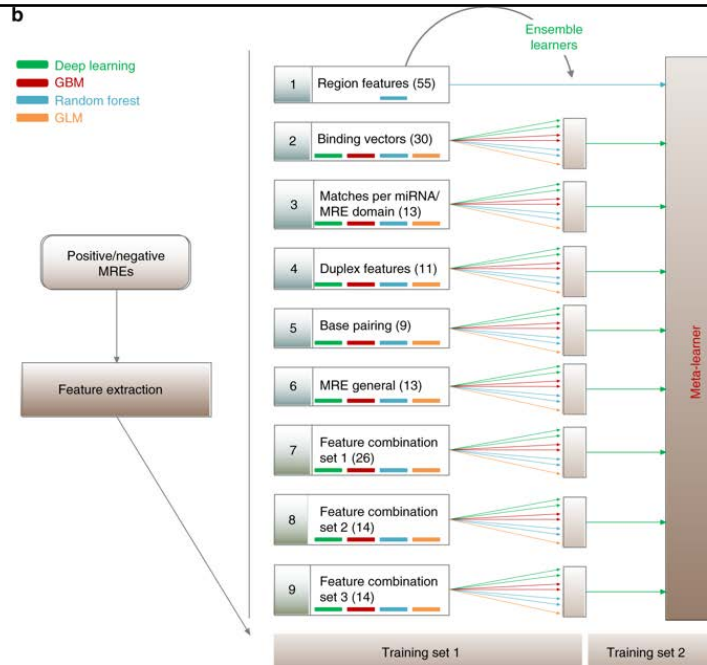 b
Deep learning
GBM
Random forest
GLM
Ensemble
learners
Positive/negative
MREs
Feature extraction
1
Region features (55)
2
Binding vectors (30)
3
Matches per miRNA/
MRE domain (13)
4
Duplex features (11)
5
Base pairing (9)
6
MRE general (13)
7
Feature combination
set 1 (26)
8
Feature combination
set 2 (14)
9
Feature combination
set 3 (14)
Meta-learner
Training set 1
Training set 2